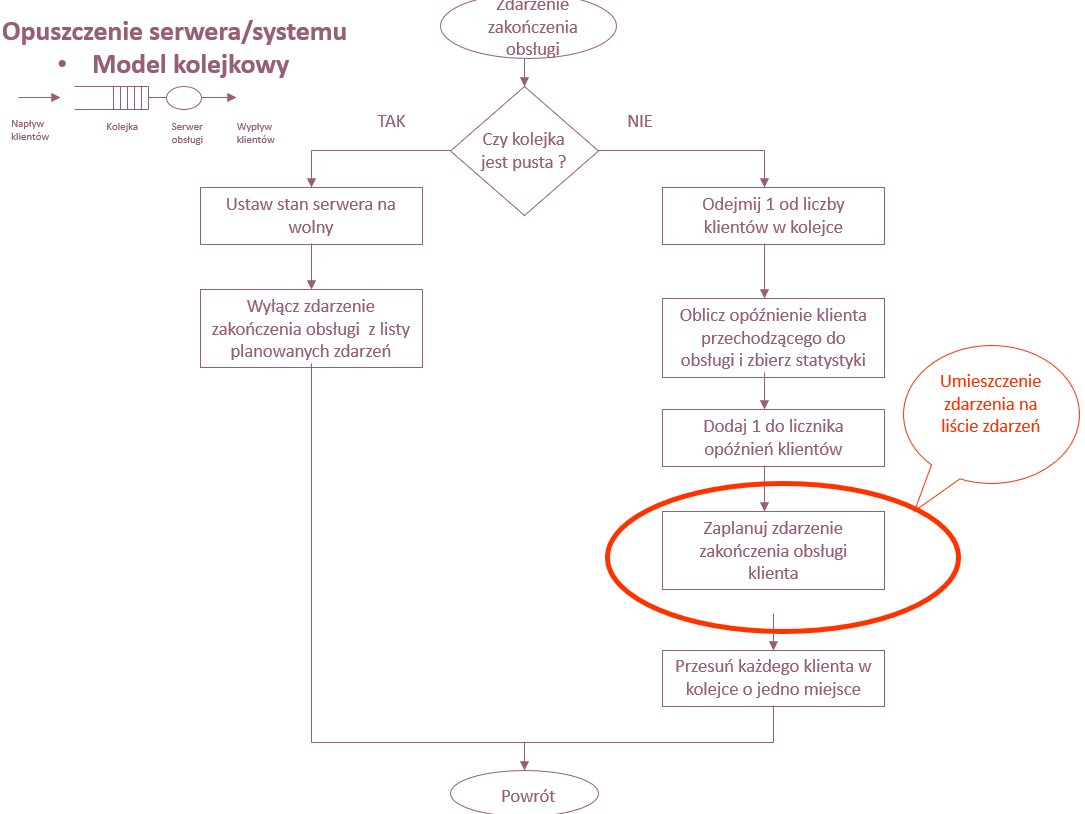 Opuszczenie serwera/systemu
• Model kolejkowy
Napływ
klientów
Kolejka
Serwer
obsługi
Wypływ
klientów
Zdarzenie
zakończenia
obsługi
TAK
Czy kolejka
jest pusta ?
NIE
Ustaw stan serwera na
wolny
Wyłącz zdarzenie
zakończenia obsługi z listy
planowanych zdarzeń
Odejmij 1 od liczby
klientów w kolejce
Oblicz opóźnienie klienta
przechodzącego do
obsługi i zbierz statystyki
Dodaj 1 do licznika
opóźnień klientów
Umieszczenie
zdarzenia na
liście zdarzeń
Zaplanuj zdarzenie
zakończenia obsługi
klienta
Przesuń każdego klienta w
kolejce o jedno miejsce
Powrót